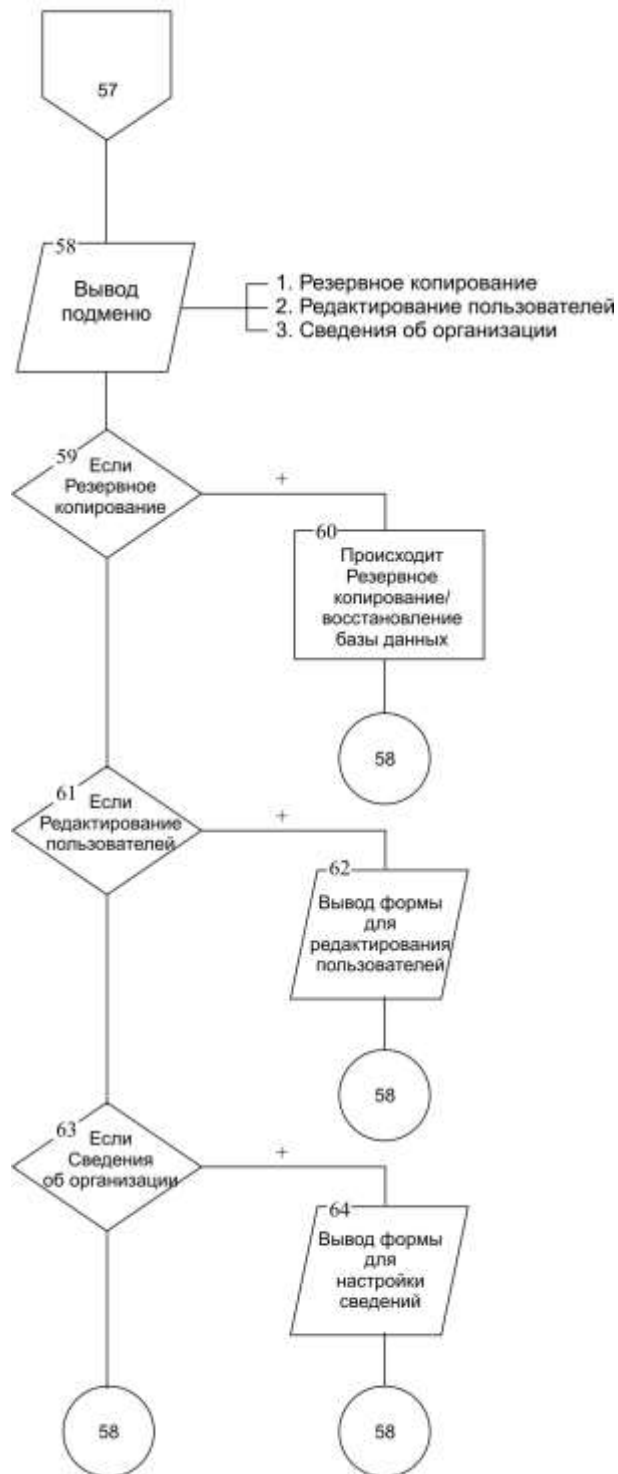 57
58
Вывод
подменю
1. Резервное копирование
2. Редактирование пользователей
3. Сведения об организации
59
Если
Резервное
копирование
+
60
Происходит
Резервное
копирование/
восстановление
базы данных
58
61
Если
Редактирование
пользователей
+
62
Вывод формы
для
редактирования
пользователей
58
63
Если
Сведения
об организации
+
64
Вывод формы
для
настройки
сведений
58
58